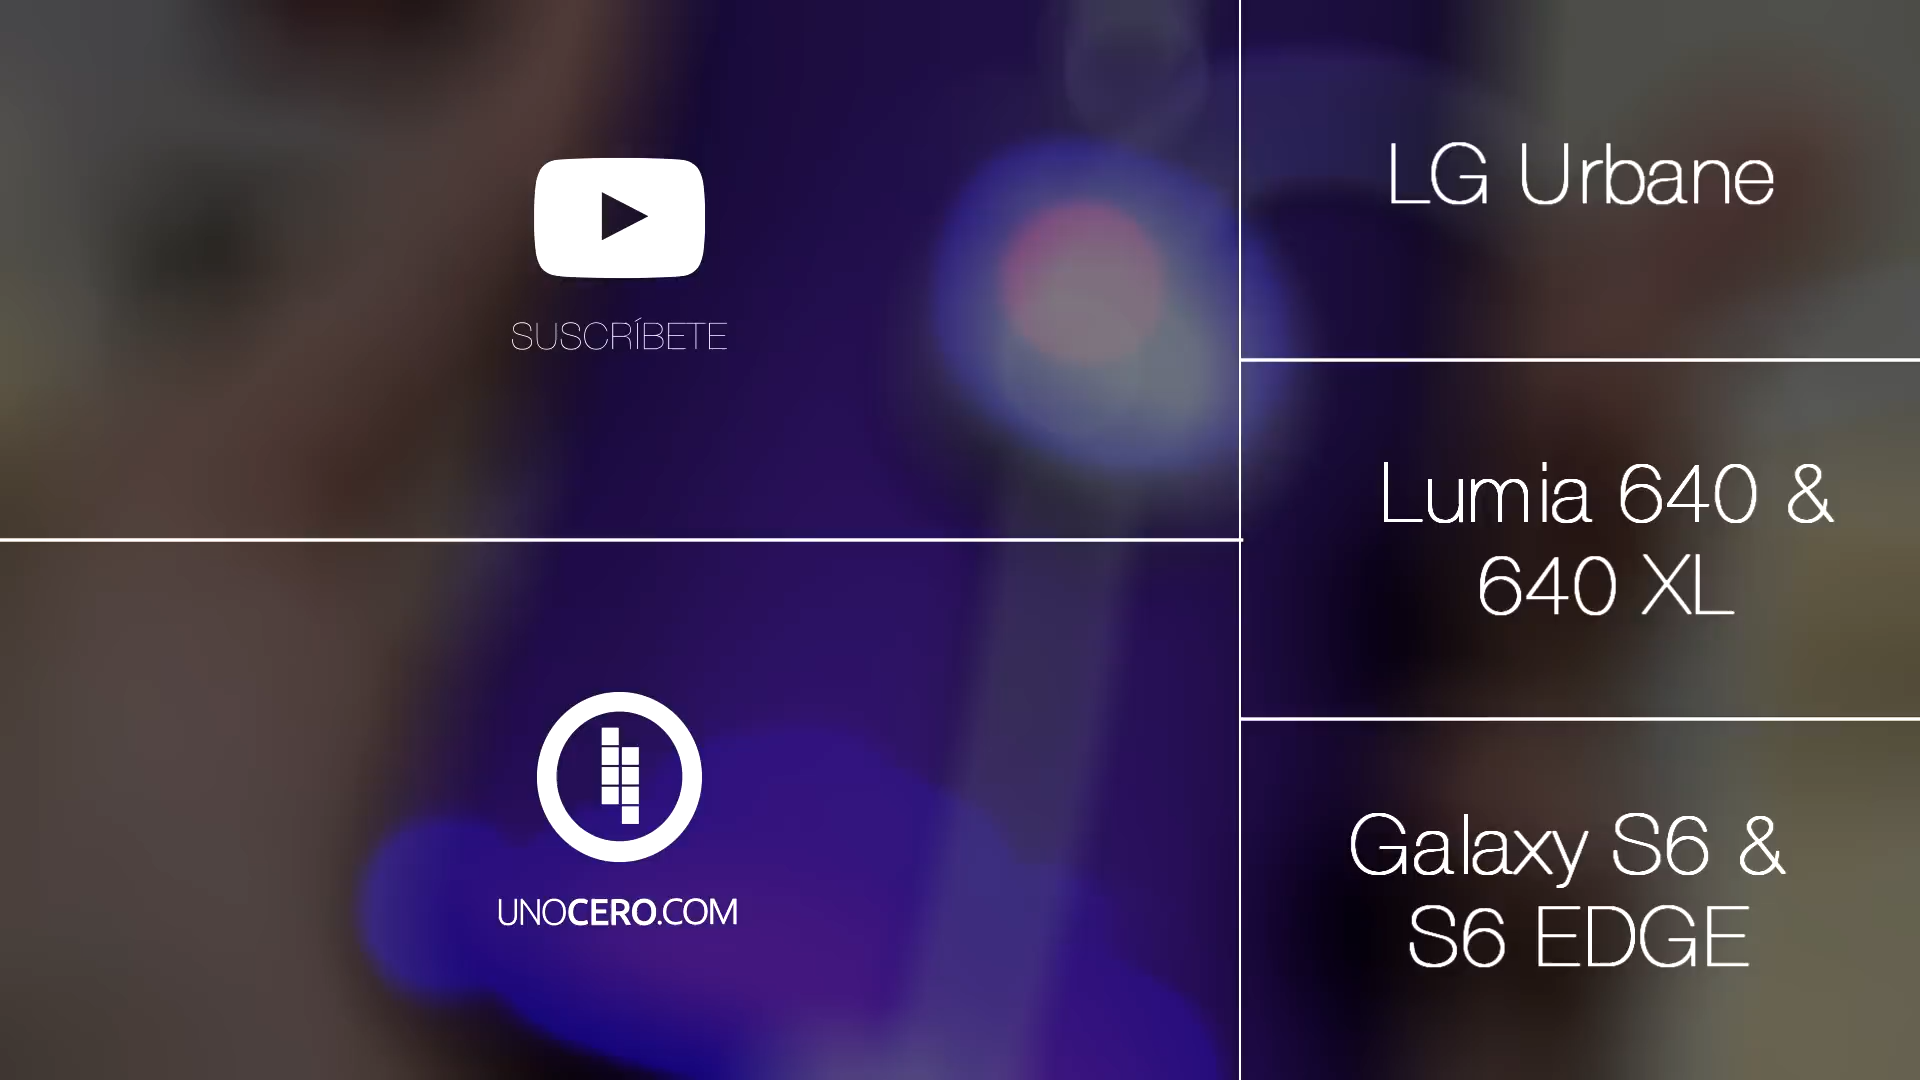 SUSCRÍBETE
UNOCERO.COM
LG Urbane
Lumia 640 &
640 XL
Galaxy S6 &
S6 EDGE